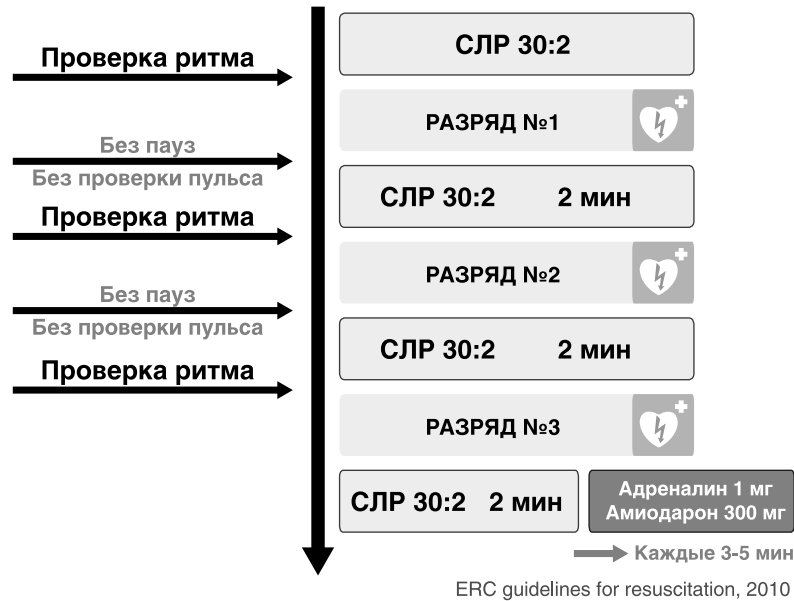 СЛР 30:2
Проверка ритма
РАЗРЯД №1
Без пауз
Без проверки пульса
СЛР 30:2 2 мин
Проверка ритма
РАЗРЯД №2
Без пауз
Без проверки пульса
СЛР 30:2 2 мин
Проверка ритма
РАЗРЯД №3
СЛР 30:2 2 мин
Адреналин 1 мг
Амиодарон 300 мг
Каждые 3-5 мин
ERC guidelines for resuscitation, 2010